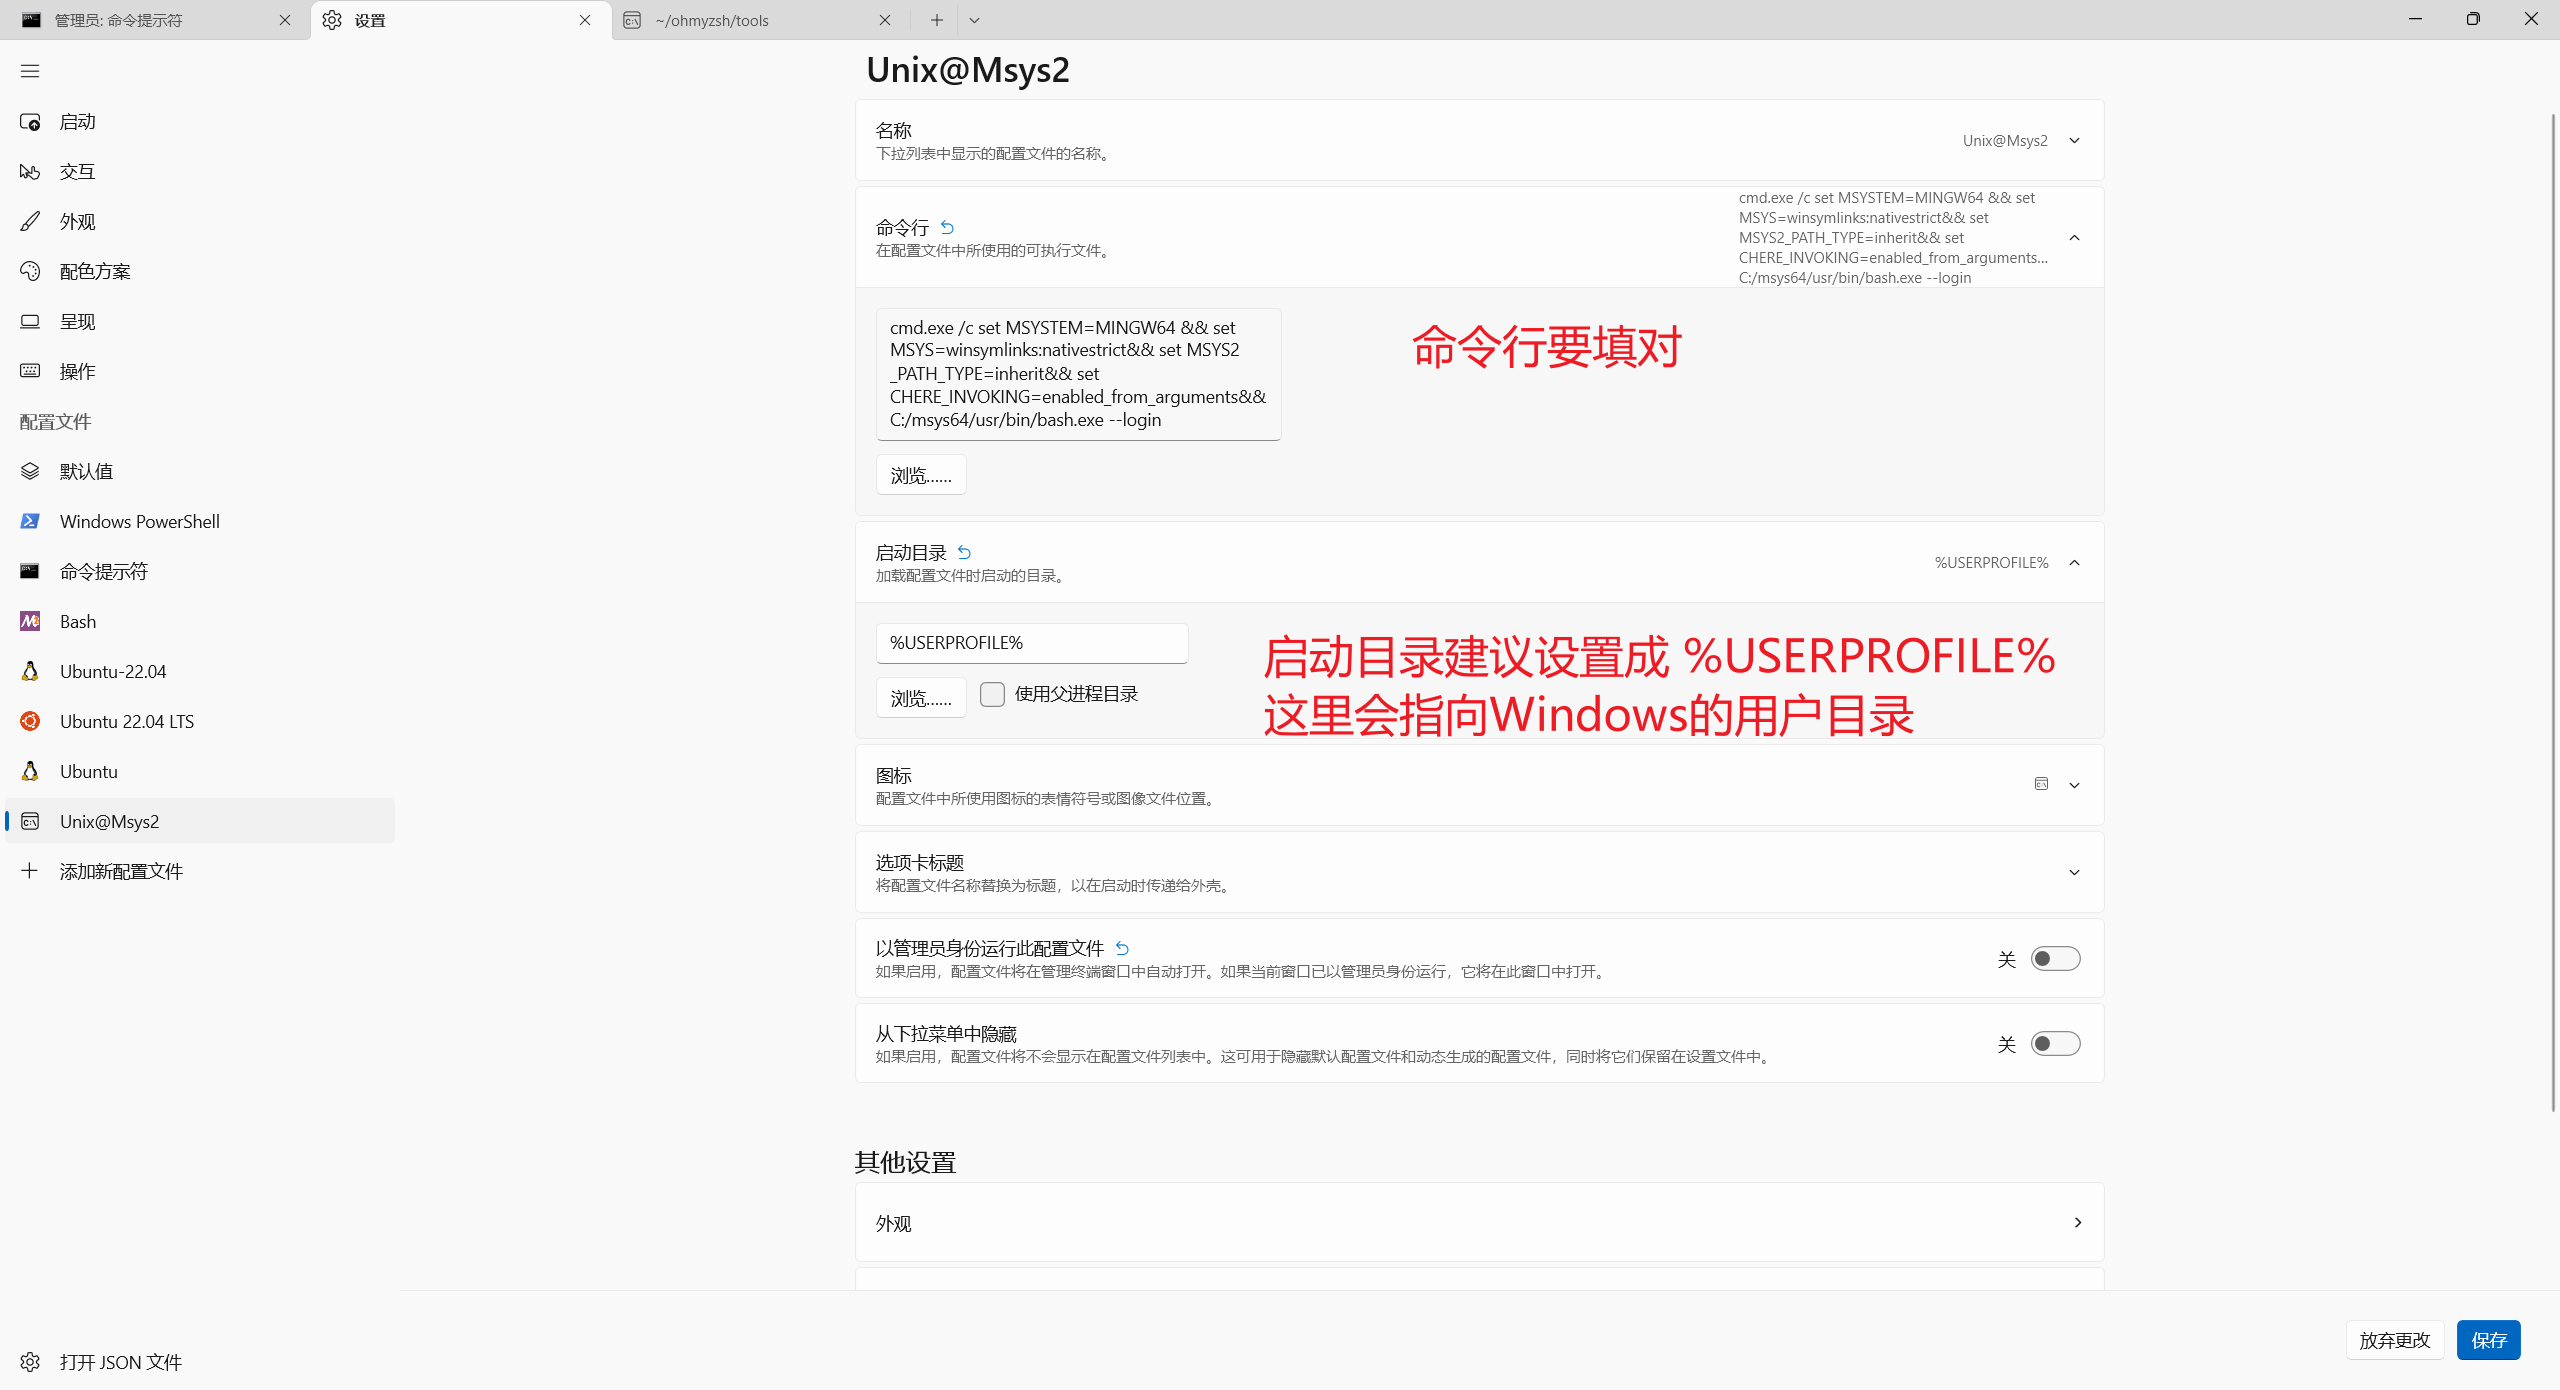 管理员: 命令提示符
设置
~/ohmyzsh/tools
启动
交互
外观
配色方案
呈现
操作
配置文件
默认值
Windows PowerShell
命令提示符
Bash
Ubuntu-22.04
Ubuntu 22.04 LTS
Ubuntu
Unix@Msys2
添加新配置文件
打开 JSON 文件
Unix@Msys2
名称
下拉列表中显示的配置文件的名称。
Unix@Msys2
命令行
在配置文件中所使用的可执行文件。
cmd.exe /c set MSYSTEM=MINGW64 && set
MSYS=winsymlinks:nativestrict&& set
MSYS2_PATH_TYPE=inherit&& set
CHERE_INVOKING=enabled_from_arguments...
C:/msys64/usr/bin/bash.exe --login
cmd.exe /c set MSYSTEM=MINGW64 && set
MSYS=winsymlinks:nativestrict&& set MSYS2
_PATH_TYPE=inherit&& set
CHERE_INVOKING=enabled_from_arguments&&
C:/msys64/usr/bin/bash.exe --login
命令行要填对
浏览......
启动目录
加载配置文件时启动的目录。
%USERPROFILE%
%USERPROFILE%
浏览......
使用父进程目录
启动目录建议设置成 %USERPROFILE%
这里会指向Windows的用户目录
图标
配置文件中所使用图标的表情符号或图像文件位置。
选项卡标题
将配置文件名称替换为标题，以在启动时传递给外壳。
以管理员身份运行此配置文件
如果启用，配置文件将在管理终端窗口中自动打开。如果当前窗口已以管理员身份运行，它将在此窗口中打开。
关
从下拉菜单中隐藏
如果启用，配置文件将不会显示在配置文件列表中。这可用于隐藏默认配置文件和动态生成的配置文件，同时将它们保留在设置文件中。
关
其他设置
外观
放弃更改
保存